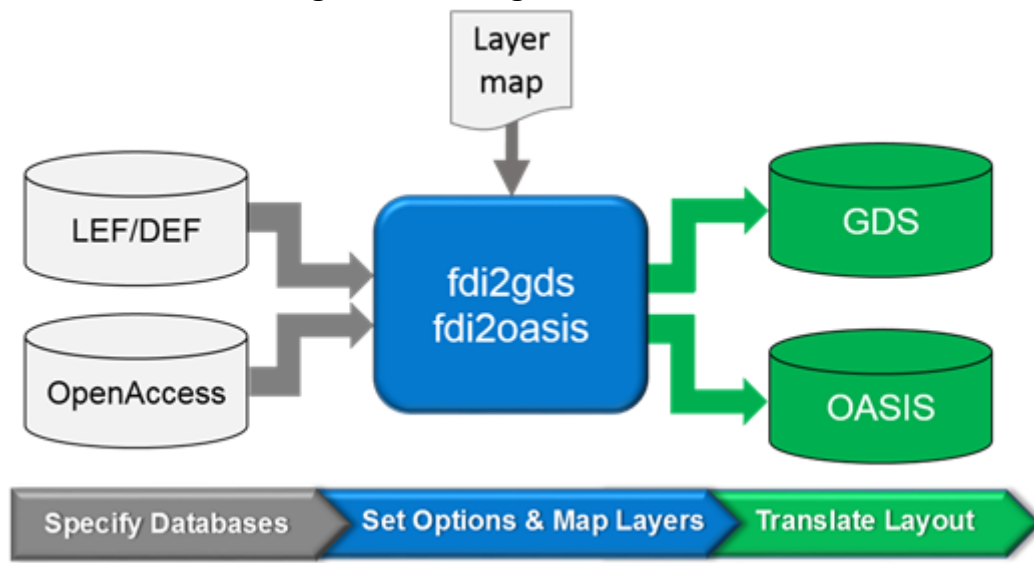 Layer
map
LEF/DEF
OpenAccess
fdi2gds
fdi2oasis
GDS
OASIS
Specify Databases
Set Options & Map Layers
Translate Layout